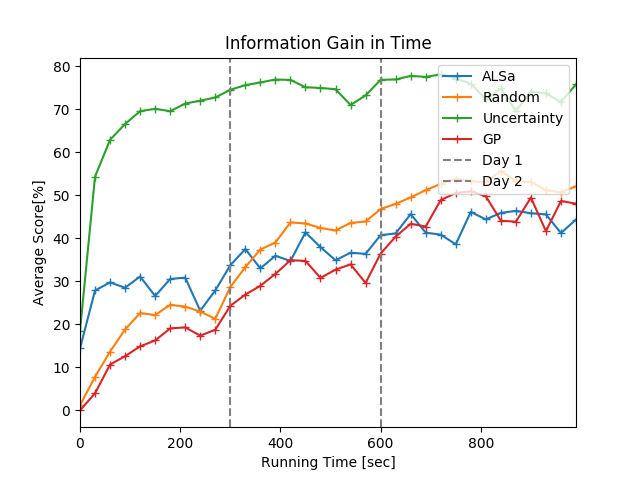 Information Gain in Time
80
70
60
50
40
30
20
10
0
Average Score[%]
ALSa
Random
Uncertainty
GP
Day 1
Day 2
0
200
400
600
800
Running Time [sec]